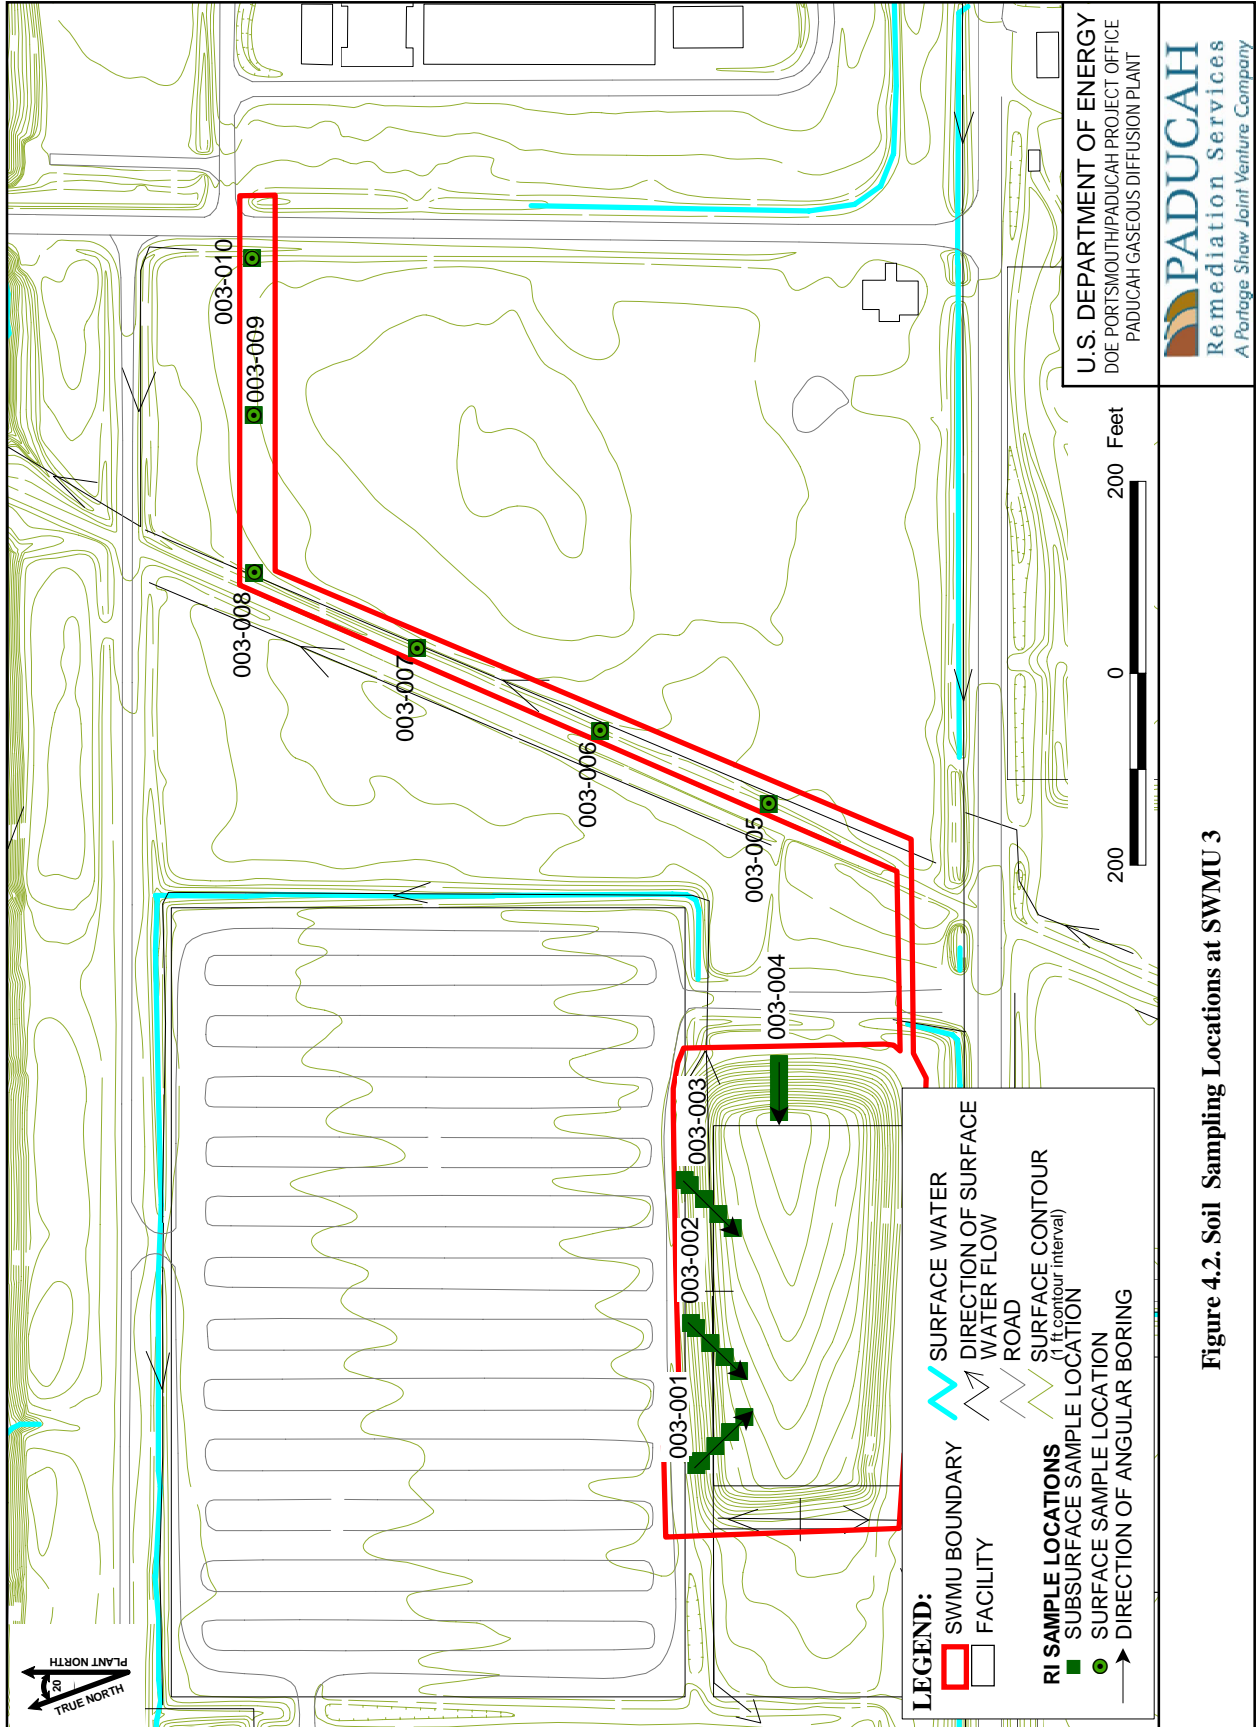 003-010
003-009
003-008
003-007
003-006
003-005
003-004
003-003
003-002
003-001
TRUE NORTH
20
PLANT NORTH
LEGEND:
SWMU BOUNDARY
FACILITY
RI SAMPLE LOCATIONS
SUBSURFACE SAMPLE LOCATION
SURFACE SAMPLE LOCATION
DIRECTION OF ANGULAR BORING
SURFACE WATER
DIRECTION OF SURFACE
WATER FLOW
ROAD
SURFACE CONTOUR
(1 ft contour interval)
200 0 200 Feet
U.S. DEPARTMENT OF ENERGY
DOE PORTSMOUTH/PADUCAH PROJECT OFFICE
PADUCAH GASEOUS DIFFUSION PLANT
PADUCAH
Remediation Services
A Portage Shaw Joint Venture Company
Figure 4.2. Soil Sampling Locations at SWMU 3